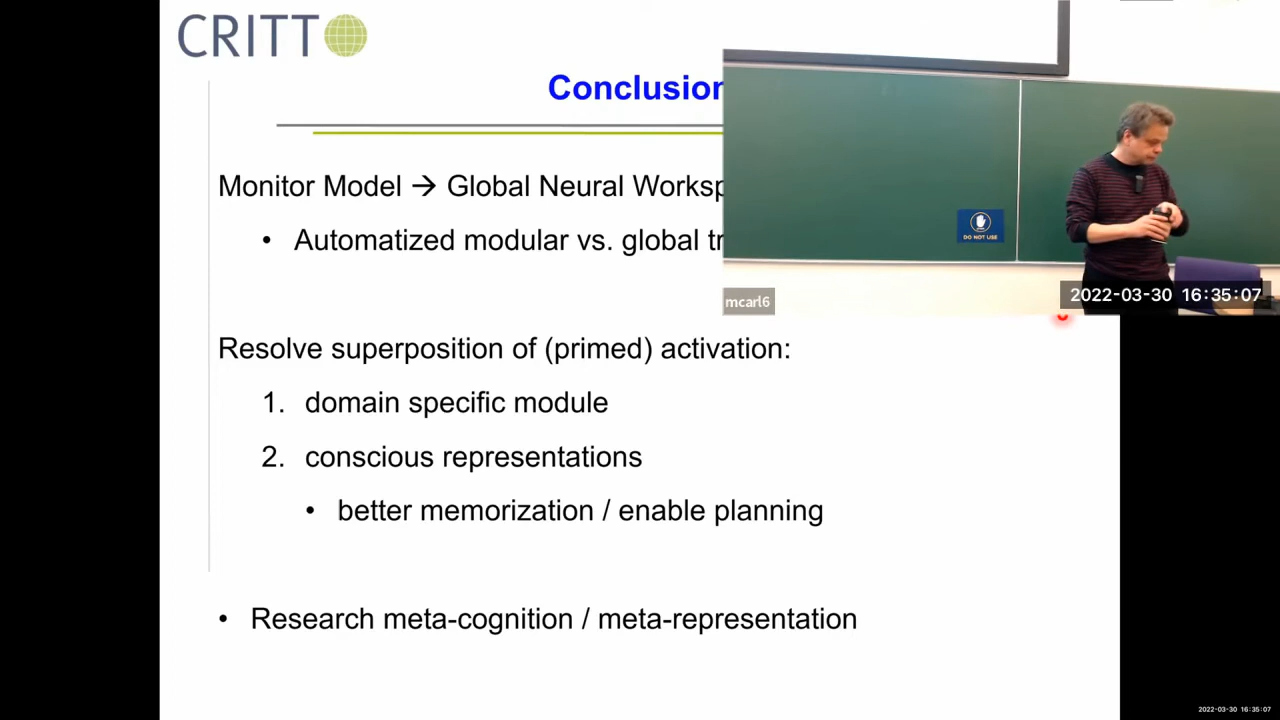 CRITT
Conclusion
Monitor Model → Global Neural Worksp
• Automatized modular vs. global tr
DO NOT USE
mcarl6
2022-03-30 16:35:07
Resolve superposition of (primed) activation:
1. domain specific module
2. conscious representations
• better memorization / enable planning
• Research meta-cognition / meta-representation
2022-03-30 16:35:07